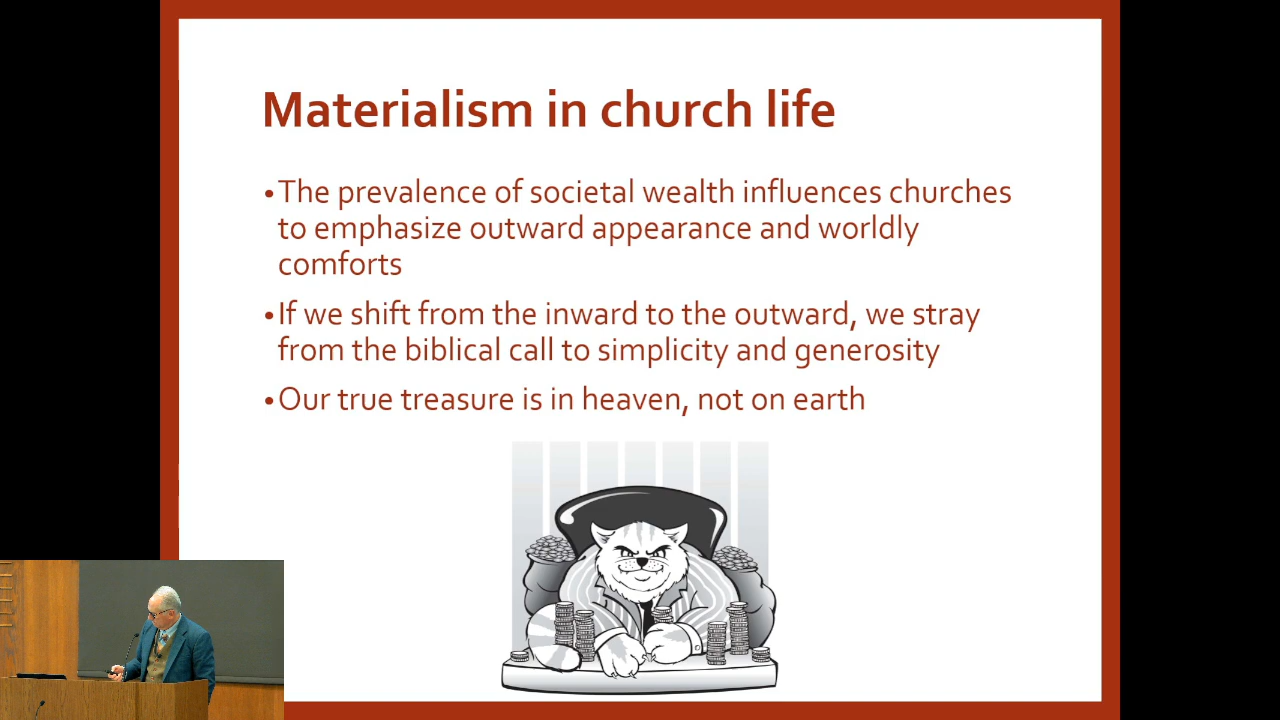 Materialism in church life
•The prevalence of societal wealth influences churches
to emphasize outward appearance and worldly
comforts
•If we shift from the inward to the outward, we stray
from the biblical call to simplicity and generosity
•Our true treasure is in heaven, not on earth